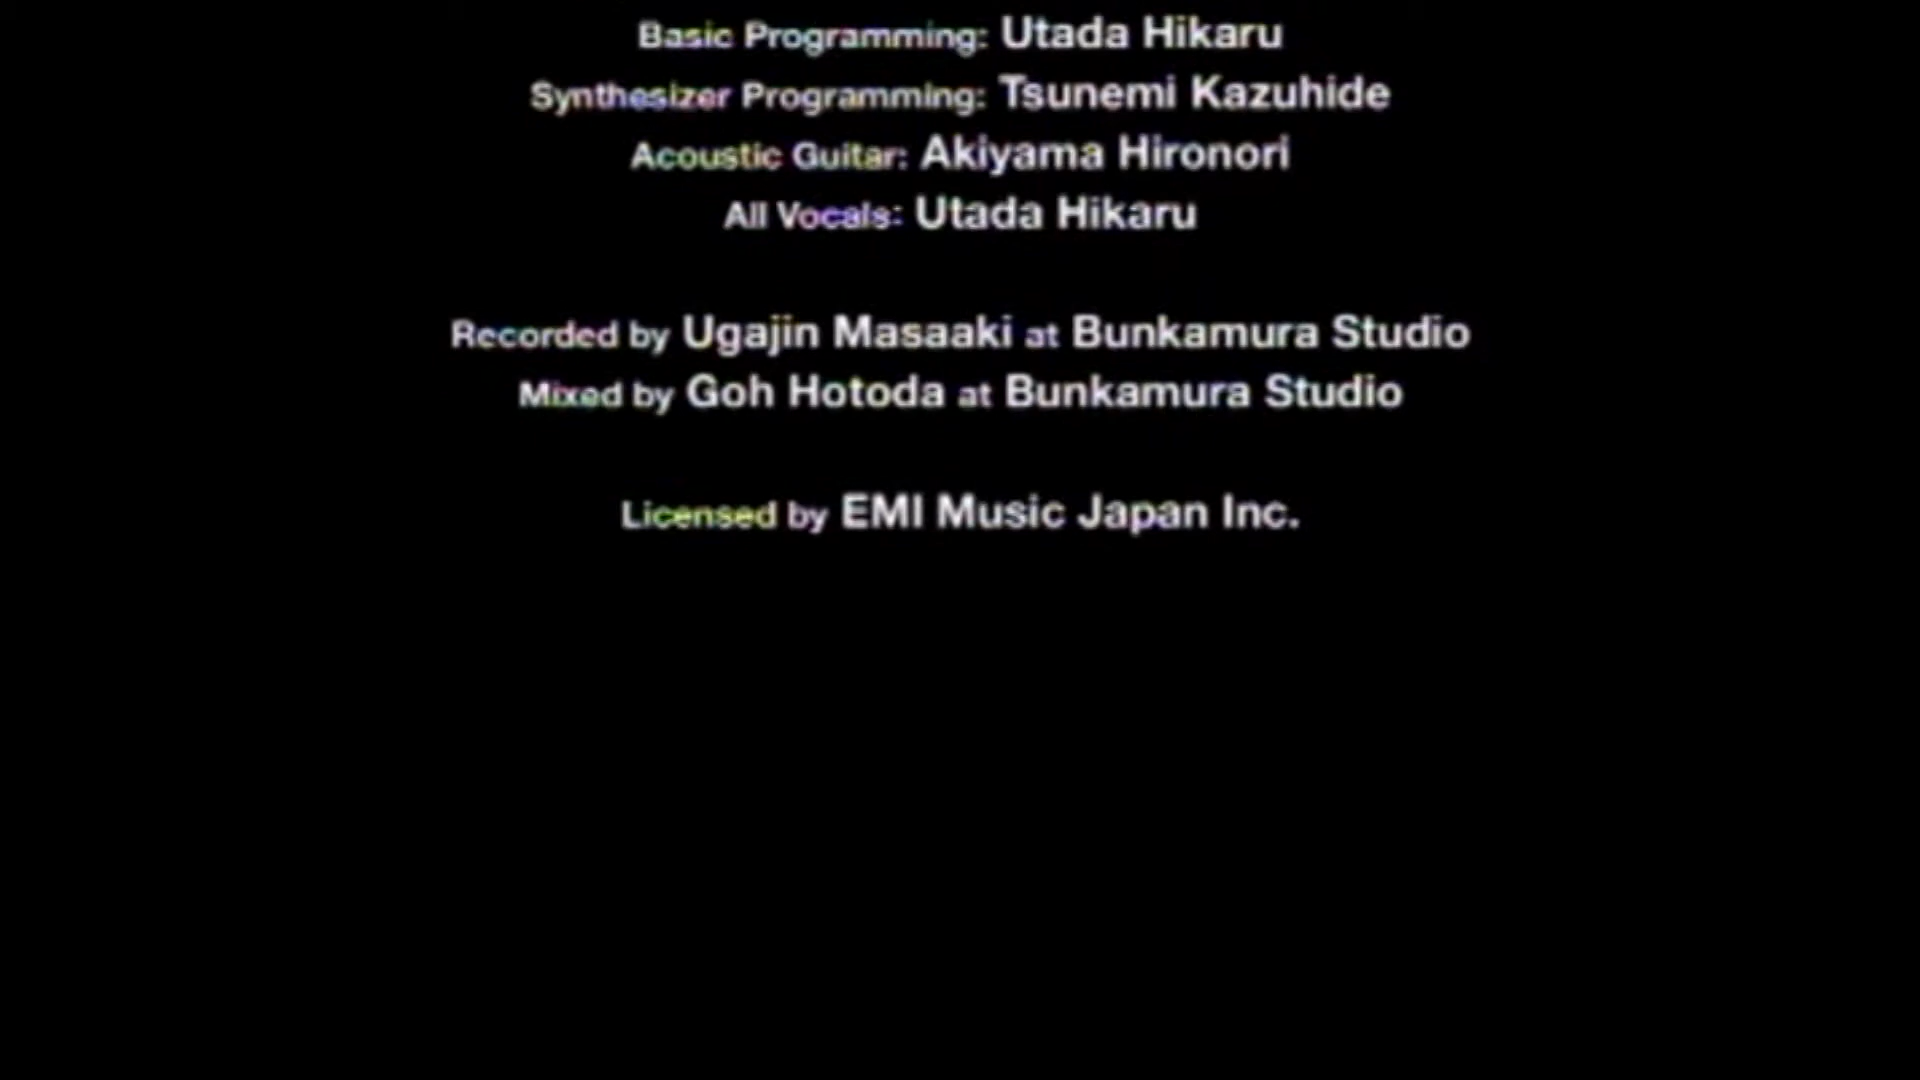 Basic Programming: Utada Hikaru
Synthesizer Programming: Tsunemi Kazuhide
Acoustic Guitar: Akiyama Hironori
All Vocals: Utada Hikaru
Recorded by Ugajin Masaaki at Bunkamura Studio
Mixed by Goh Hotoda at Bunkamura Studio
Licensed by EMI Music Japan Inc.